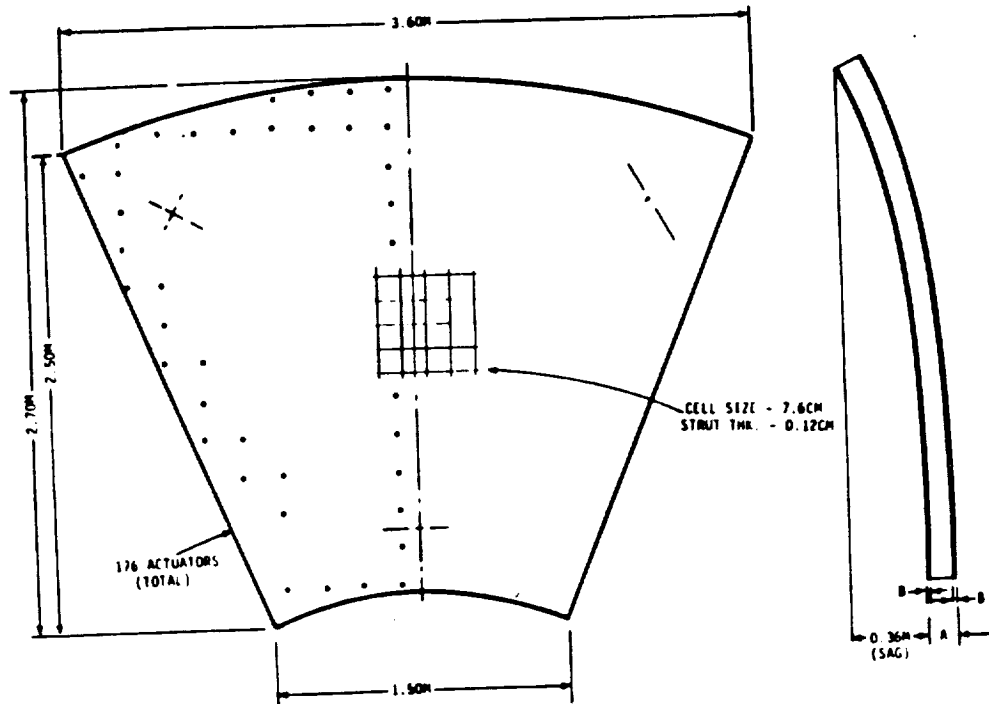 3.60M
2.70M
2.50M
CELL SIZE - 7.6CM
STRUT THK. - 0.12CM
176 ACTUATORS
(TOTAL)
B
B
0.36M
A
(SAG)
1.50M